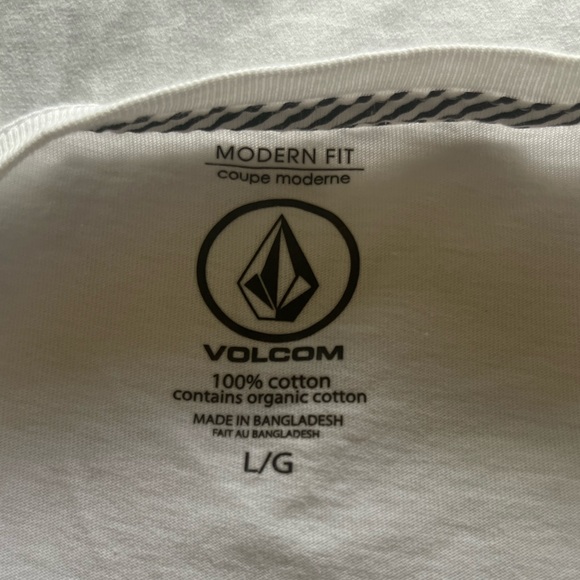 MODERN FIT
coupe moderne
VOLCOM
100% cotton
contains organic cotton
MADE IN BANGLADESH
FAIT AU BANGLADESH
L/G